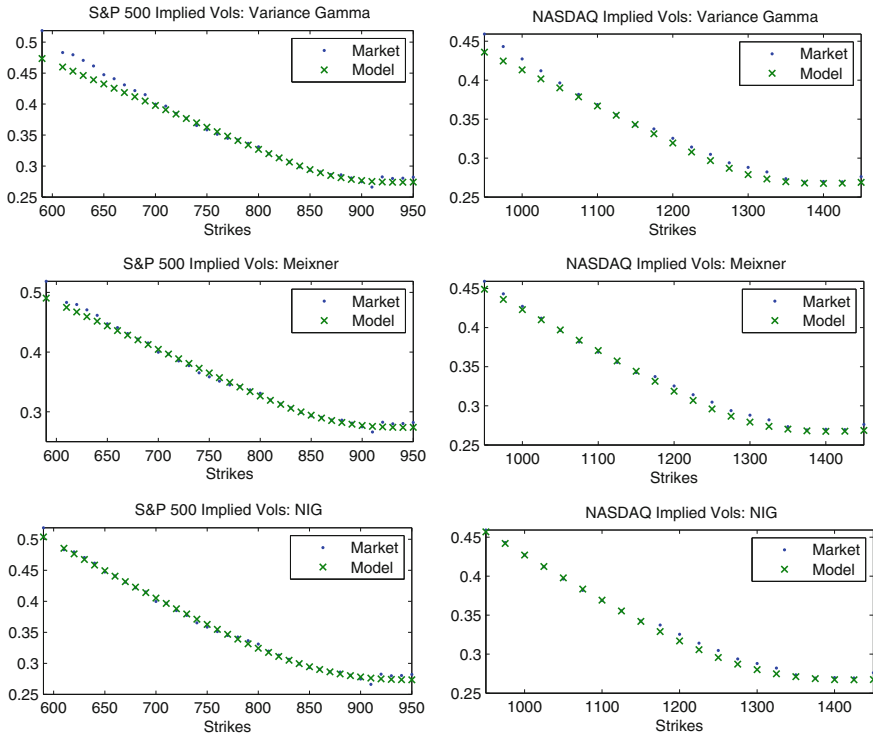 S&P 500 Implied Vols: Variance Gamma
0.5
0.45
0.4
0.35
0.3
0.25
600 650 700 750 800 850 900 950
Strikes
Market
Model
NASDAQ Implied Vols: Variance Gamma
0.45
0.4
0.35
0.3
0.25
1000 1100 1200 1300 1400
Strikes
Market
Model
S&P 500 Implied Vols: Meixner
0.5
0.4
0.3
600 650 700 750 800 850 900 950
Strikes
Market
Model
NASDAQ Implied Vols: Meixner
0.45
0.4
0.35
0.3
0.25
1000 1100 1200 1300 1400
Strikes
Market
Model
S&P 500 Implied Vols: NIG
0.5
0.45
0.4
0.35
0.3
0.25
600 650 700 750 800 850 900 950
Strikes
Market
Model
NASDAQ Implied Vols: NIG
0.45
0.4
0.35
0.3
0.25
1000 1100 1200 1300 1400
Strikes
Market
Model